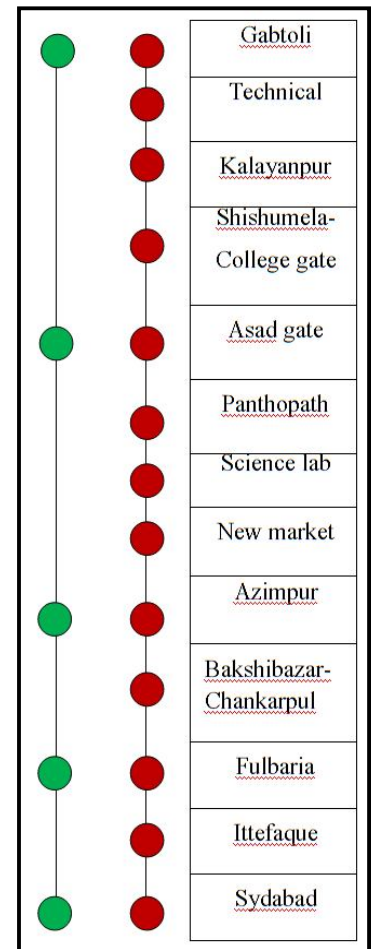 Gabtoli
Technical
Kalayanpur
Shishumela-
College gate
Asad gate
Panthopath
Science lab
New market
Azimpur
Bakshibazar-
Chankarpul
Fulbaria
Ittefaque
Sydabad